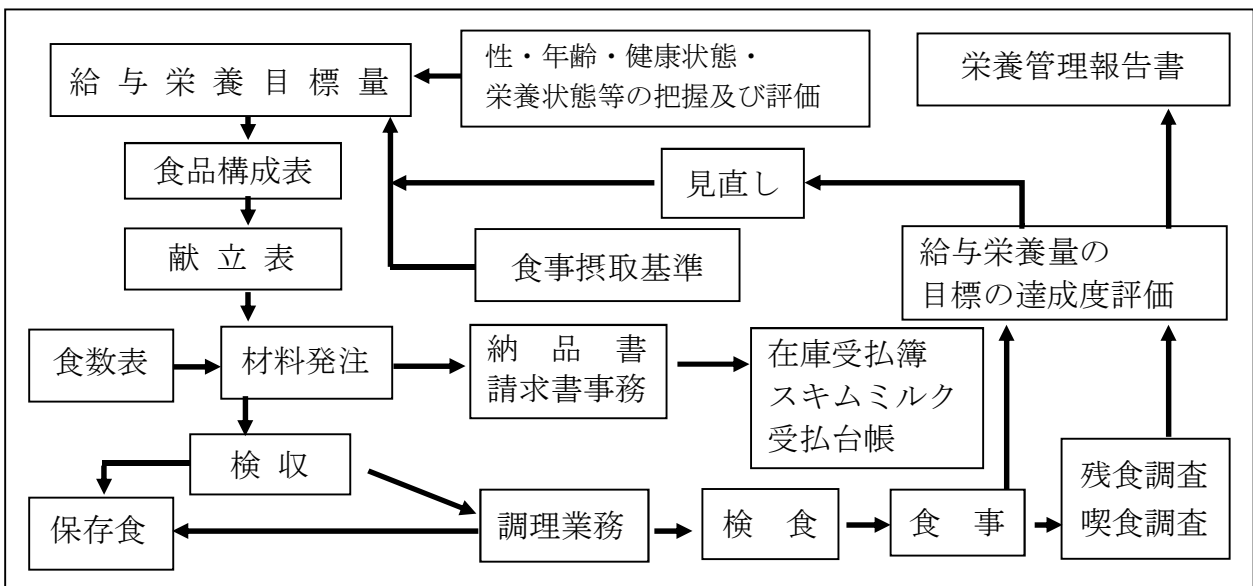 給与栄養目標量
性・年齢・健康状態・
栄養状態等の把握及び評価
栄養管理報告書
食品構成表
見直し
献立表
食事摂取基準
給与栄養量の
目標の達成度評価
食数表
材料発注
納品書
請求書事務
在庫受払簿
スキムミルク
受払台帳
検収
保存食
調理業務
検食
食事
残食調査
喫食調査